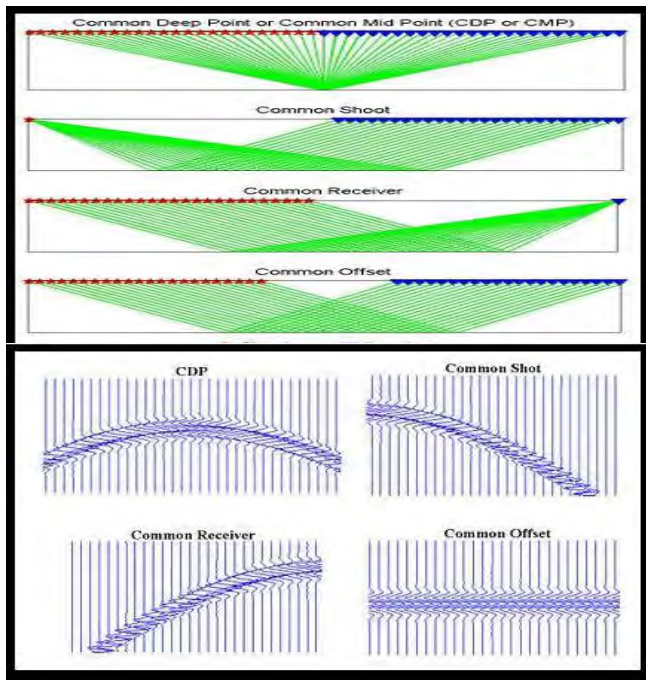 Common Deep Point or Common Mid Point (CDP or CMP)
Common Shoot
Common Receiver
Common Offset
CDP
Common Shot
Common Receiver
Common Offset